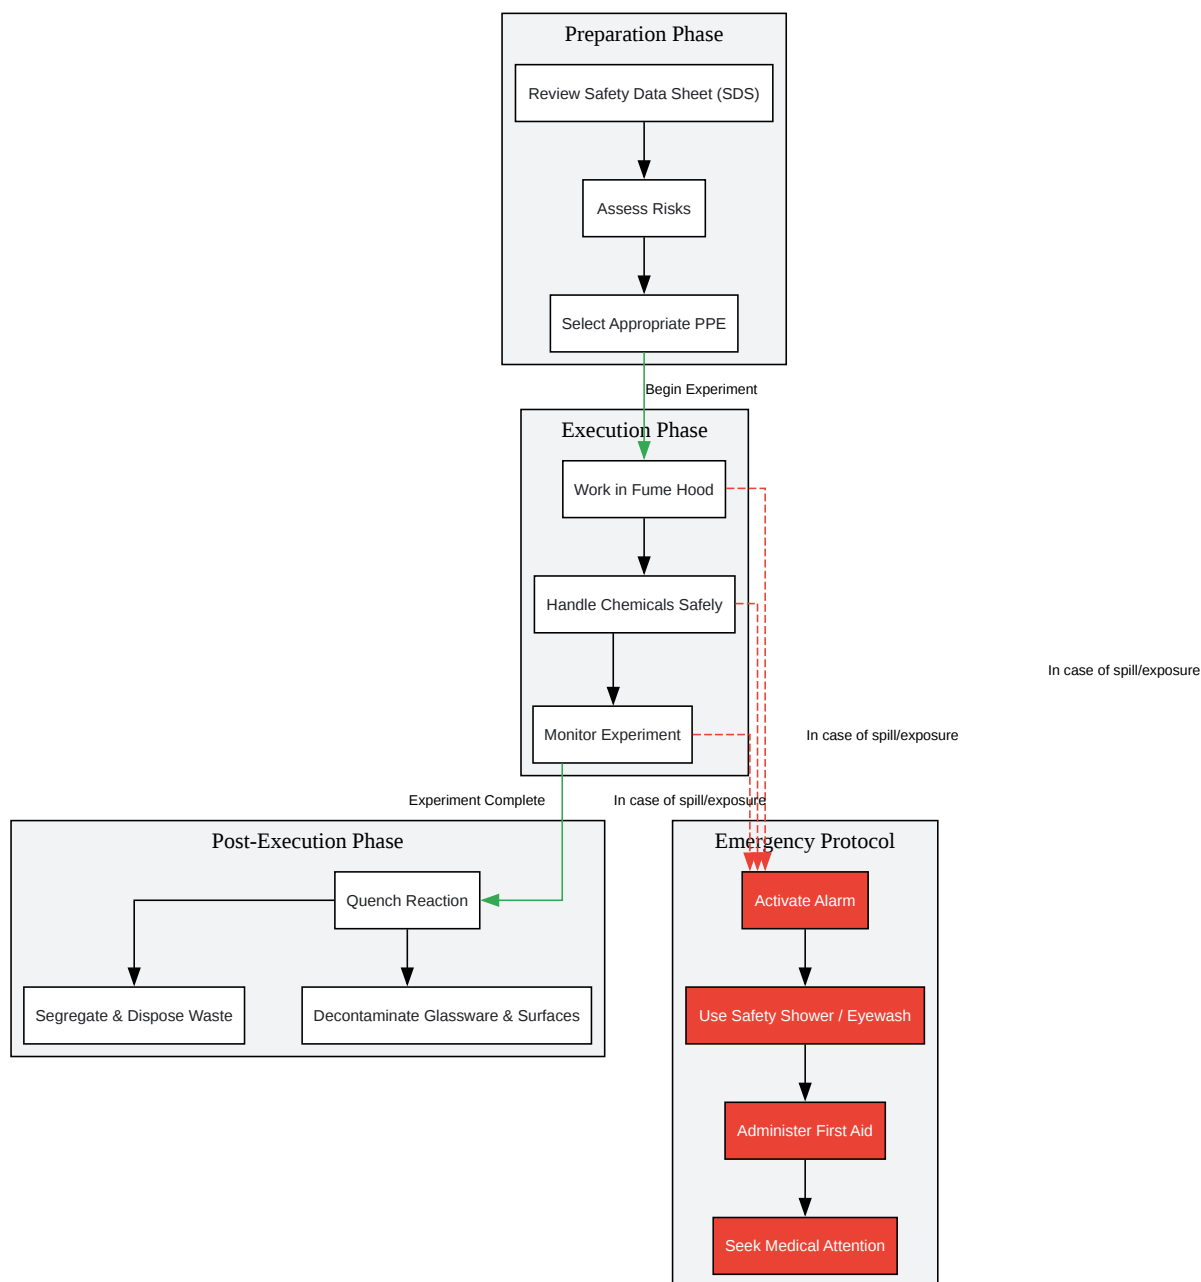 Preparation Phase
Review Safety Data Sheet (SDS)
Assess Risks
Select Appropriate PPE
Begin Experiment
Execution Phase
Work in Fume Hood
Handle Chemicals Safely
In case of spill/exposure
Monitor Experiment
In case of spill/exposure
Experiment Complete
In case of spill/exposure
Post-Execution Phase
Emergency Protocol
Quench Reaction
Activate Alarm
Segregate & Dispose Waste
Decontaminate Glassware & Surfaces
Use Safety Shower / Eyewash
Administer First Aid
Seek Medical Attention